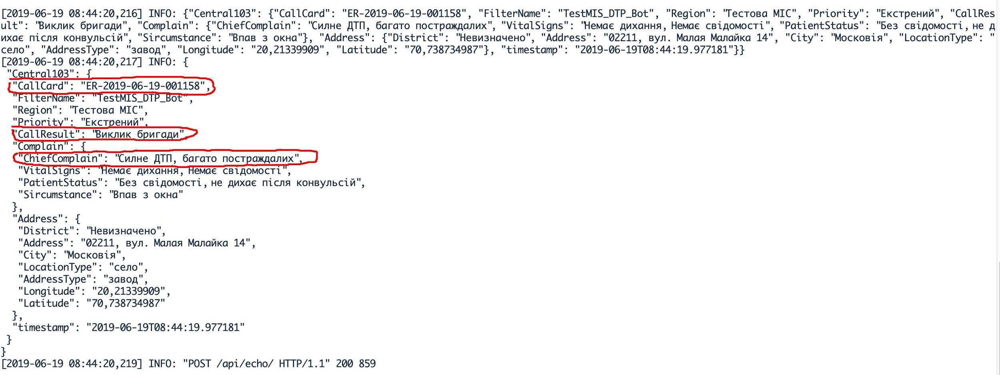 [2019-06-19 08:44:20,216] INFO: {"Central103": {"CallCard": "ER-2019-06-19-001158", "FilterName": "TestMIS_DTP_Bot", "Region": "Тестова МІС", "Priority": "Екстрений", "CallRes
ult": "Виклик бригади", "Complain": {"ChiefComplain": "Силне ДТП, багато постраждалих", "VitalSigns": "Немає дихання, Немає свідомості", "PatientStatus": "Без свідомості, не д
ихає після конвульсій", "Sircumstance": "Впав з окна"}, "Address": {"District": "Невизначено", "Address": "02211, вул. Малая Малайка 14", "City": "Московія", "LocationType": "
село", "AddressType": "завод", "Longitude": "20,21339909", "Latitude": "70,738734987"}, "timestamp": "2019-06-19T08:44:19.977181"}}
[2019-06-19 08:44:20,217] INFO: {
"Central103": {
"CallCard": "ER-2019-06-19-001158",
"FilterName": "TestMIS_DTP_Bot",
"Region": "Тестова МІС",
"Priority": "Екстрений",
"CallResult": "Виклик бригади",
"Complain": {
"ChiefComplain": "Силне ДТП, багато постраждалих",
"VitalSigns": "Немає дихання, Немає свідомості",
"PatientStatus": "Без свідомості, не дихає після конвульсій",
"Sircumstance": "Впав з окна"
},
"Address": {
"District": "Невизначено",
"Address": "02211, вул. Малая Малайка 14",
"City": "Московія",
"LocationType": "село",
"AddressType": "завод",
"Longitude": "20,21339909",
"Latitude": "70,738734987"
},
"timestamp": "2019-06-19T08:44:19.977181"
}
}
[2019-06-19 08:44:20,219] INFO: "POST /api/echo/ HTTP/1.1" 200 859